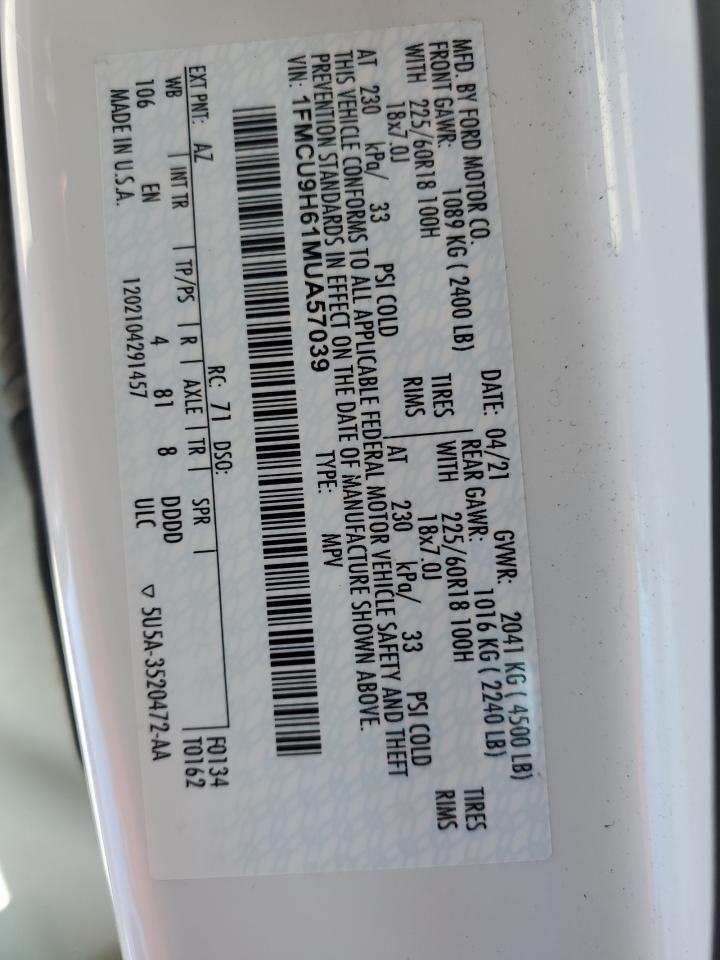 MFD. BY FORD MOTOR CO. DATE: 04/21 GVWR: 2041 KG ( 4500 LB)
FRONT GAWR: 1089 KG ( 2400 LB) REAR GAWR: 1016 KG ( 2240 LB)
WITH 225/60R18 100H TIRES WITH 225/60R18 100H TIRES
18x7.0J RIMS 18x7.0J RIMS
AT 230 kPa/ 33 PSI COLD AT 230 kPa/ 33 PSI COLD
THIS VEHICLE CONFORMS TO ALL APPLICABLE FEDERAL MOTOR VEHICLE SAFETY AND THEFT
PREVENTION STANDARDS IN EFFECT ON THE DATE OF MANUFACTURE SHOWN ABOVE.
VIN: 1FMCU9H61MUA57039 TYPE: MPV
F0134
EXT PNT: AZ RC: 71 DSO: T0162
WB INT TR TP/PS R AXLE TR SPR
106 EN 4 81 8 DDDD
MADE IN U.S.A. 1202104291457 ULC ▽ 5U5A-3520472-AA